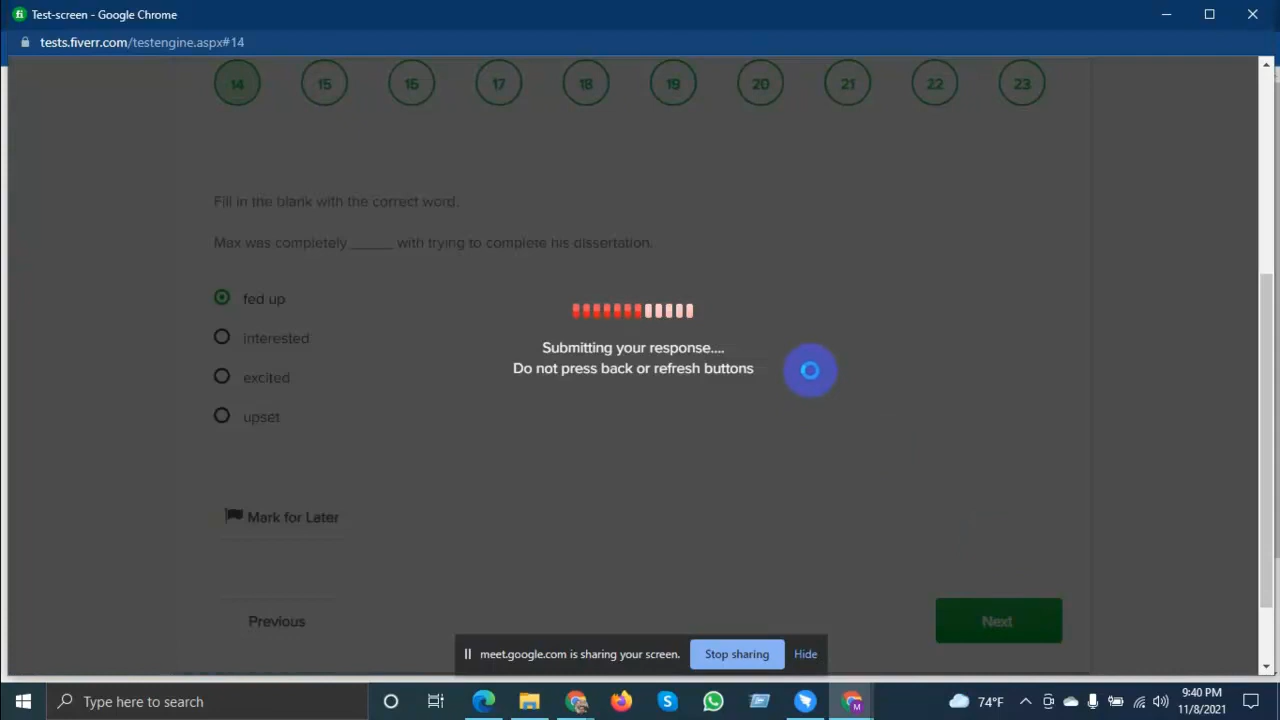 Test-screen - Google Chrome
tests.fiverr.com/testengine.aspx#14
14 15 16 17 18 19 20 21 22 23
Fill in the blank with the correct word.
Max was completely _____ with trying to complete his dissertation.
fed up
interested
excited
upset
Submitting your response....
Do not press back or refresh buttons
Mark for Later
Previous
Next
meet.google.com is sharing your screen.
Stop sharing
Hide
Type here to search
74°F
9:40 PM
11/8/2021